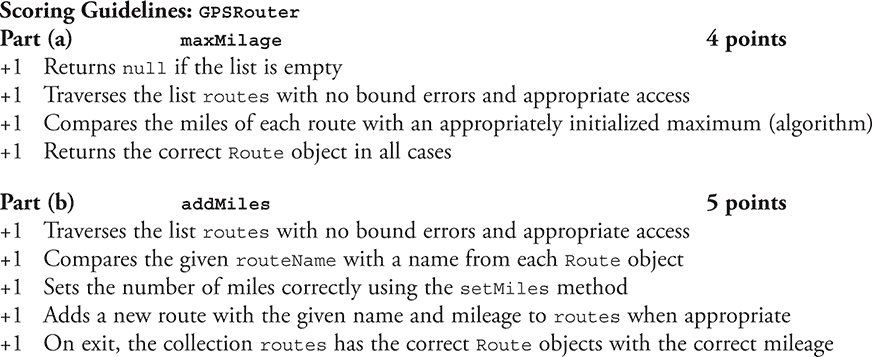 Scoring Guidelines: GPSRouter
Part (a) maxMilage 4 points
+1 Returns null if the list is empty
+1 Traverses the list routes with no bound errors and appropriate access
+1 Compares the miles of each route with an appropriately initialized maximum (algorithm)
+1 Returns the correct Route object in all cases
Part (b) addMiles 5 points
+1 Traverses the list routes with no bound errors and appropriate access
+1 Compares the given routeName with a name from each Route object
+1 Sets the number of miles correctly using the setMiles method
+1 Adds a new route with the given name and mileage to routes when appropriate
+1 On exit, the collection routes has the correct Route objects with the correct mileage